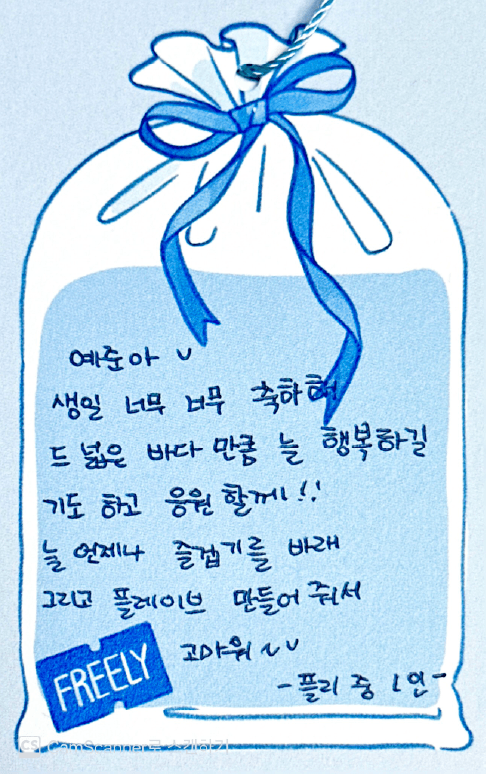 예준아 ᴗ
생일 너무 너무 축하해
드 넓은 바다 만큼 늘 행복하길
기도 하고 응원 할께!!
늘 언제나 즐겁기를 바래
그리고 플레이브 만들어 줘서
고마워 ~ᴗ
FREELY
-플리 중 1인-
CS CamScanner로 스캔하기